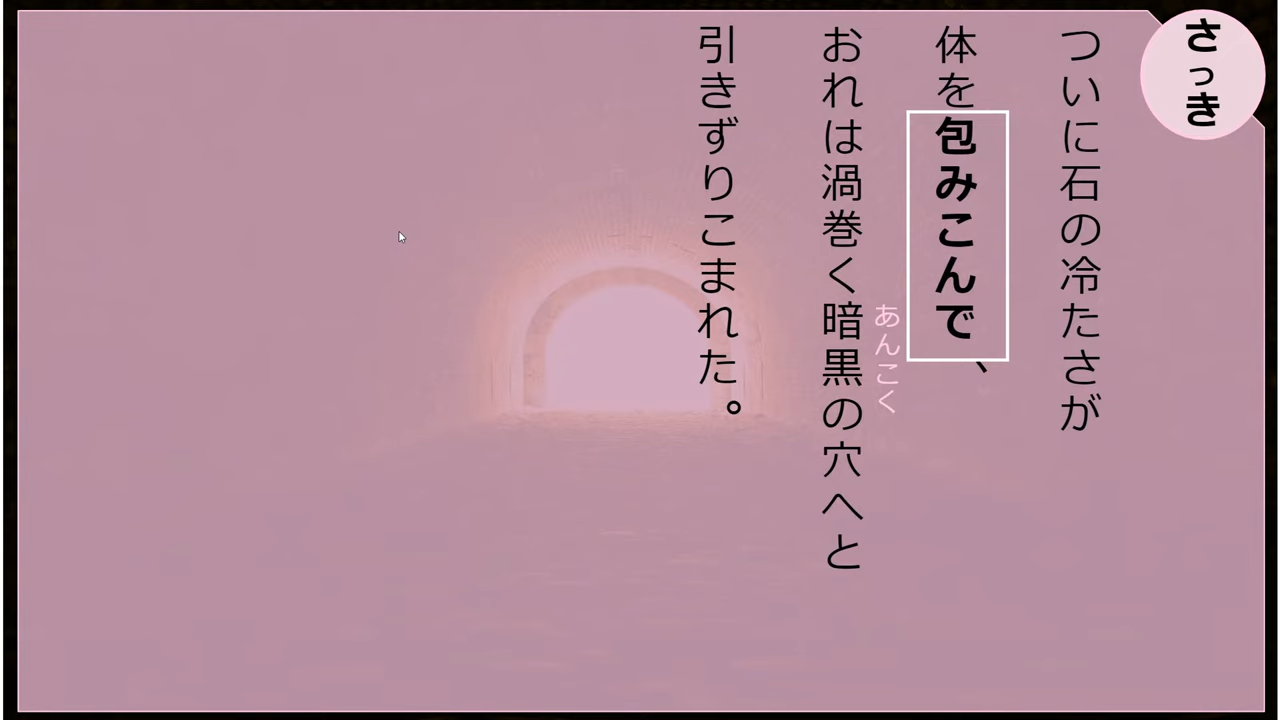 さっき
ついに石の冷たさが
体を包みこんで、
おれは渦巻く暗黒の穴へと
あんこく
引きずりこまれた。